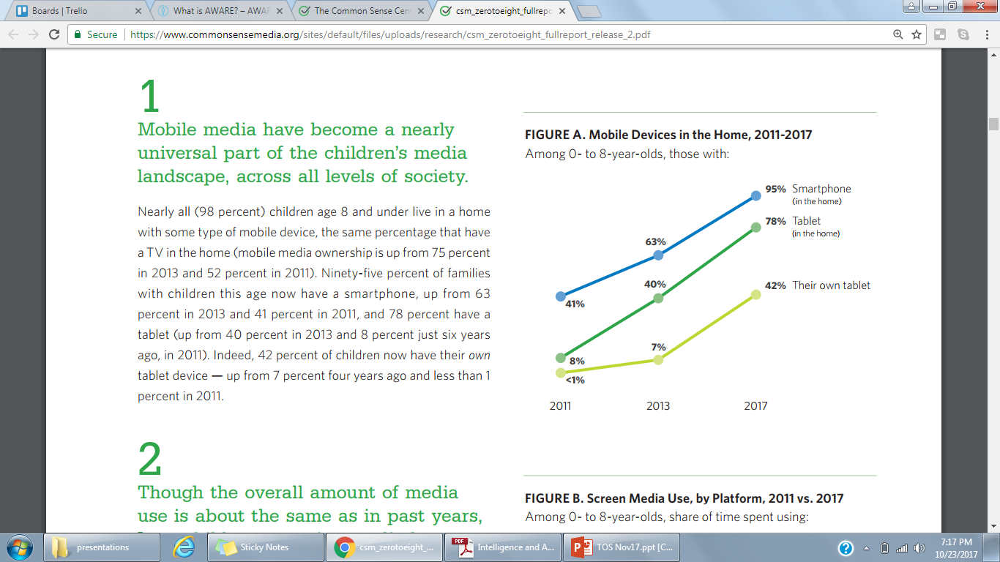 Boards | Trello
What is AWARE? – AWAR
The Common Sense Cen
csm_zerotoeight_fullrepo
Secure
https://www.commonsensemedia.org/sites/default/files/uploads/research/csm_zerotoeight_fullreport_release_2.pdf
1
Mobile media have become a nearly
universal part of the children’s media
landscape, across all levels of society.
Nearly all (98 percent) children age 8 and under live in a home
with some type of mobile device, the same percentage that have
a TV in the home (mobile media ownership is up from 75 percent
in 2013 and 52 percent in 2011). Ninety-five percent of families
with children this age now have a smartphone, up from 63
percent in 2013 and 41 percent in 2011, and 78 percent have a
tablet (up from 40 percent in 2013 and 8 percent just six years
ago, in 2011). Indeed, 42 percent of children now have their own
tablet device — up from 7 percent four years ago and less than 1
percent in 2011.
2
Though the overall amount of media
use is about the same as in past years,
FIGURE A. Mobile Devices in the Home, 2011-2017
Among 0- to 8-year-olds, those with:
95% Smartphone
(in the home)
78% Tablet
(in the home)
63%
40%
42% Their own tablet
41%
7%
8%
<1%
2011 2013 2017
FIGURE B. Screen Media Use, by Platform, 2011 vs. 2017
Among 0- to 8-year-olds, share of time spent using:
presentations
Sticky Notes
csm_zerotoeight_...
PDF
Intelligence and A...
TOS Nov17.ppt [C...
7:17 PM
10/23/2017